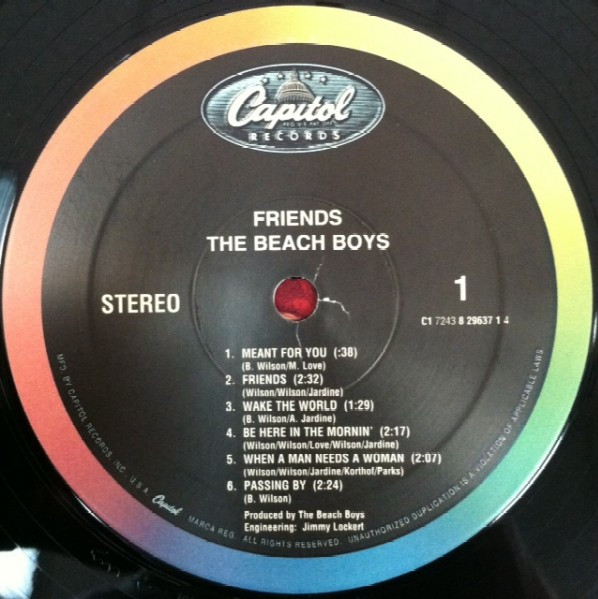 Capitol
REG. U.S. PAT. OFF.
RECORDS
FRIENDS
THE BEACH BOYS
STEREO
1
C1 7243 8 29637 1 4
1. MEANT FOR YOU (:38)
(B. Wilson/M. Love)
2. FRIENDS (2:32)
(Wilson/Wilson/Jardine)
3. WAKE THE WORLD (1:29)
(B. Wilson/A. Jardine)
4. BE HERE IN THE MORNIN' (2:17)
(Wilson/Wilson/Love/Wilson/Jardine)
5. WHEN A MAN NEEDS A WOMAN (2:07)
(Wilson/Wilson/Jardine/Korthof/Parks)
6. PASSING BY (2:24)
(B. Wilson)
Produced by The Beach Boys
Engineering: Jimmy Lockert
MFD. BY CAPITOL RECORDS, INC. U.S.A. Capitol MARCA REG. ALL RIGHTS RESERVED. UNAUTHORIZED DUPLICATION IS A VIOLATION OF APPLICABLE LAWS